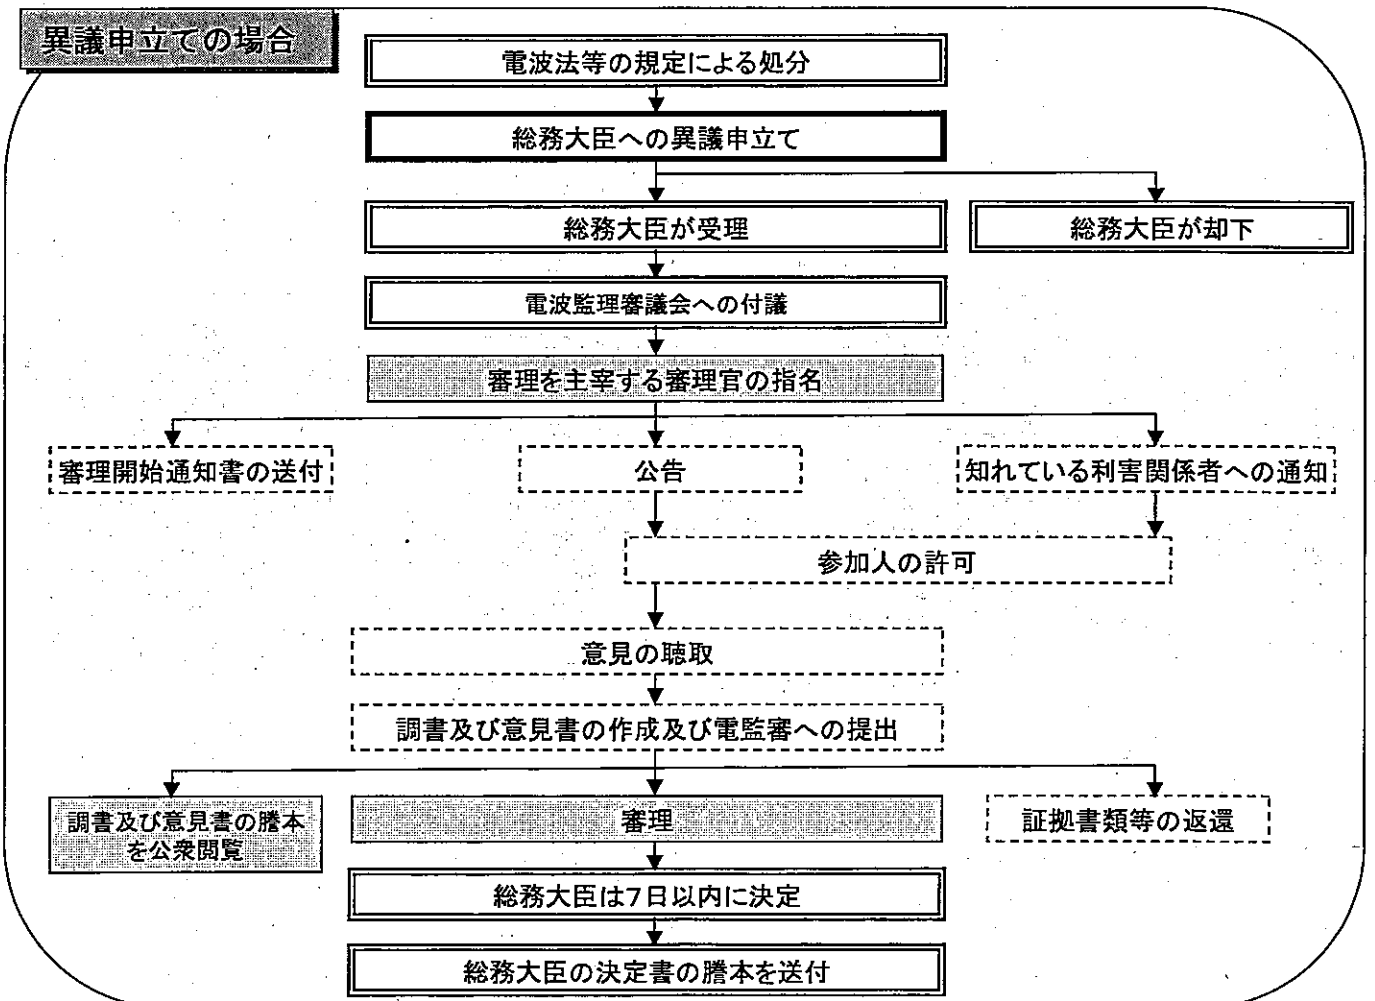 異議申立ての場合
電波法等の規定による処分
総務大臣への異議申立て
総務大臣が受理
総務大臣が却下
電波監理審議会への付議
審理を主宰する審理官の指名
審理開始通知書の送付
公告
知れている利害関係者への通知
参加人の許可
意見の聴取
調書及び意見書の作成及び電監審への提出
調書及び意見書の謄本
を公衆閲覧
審理
証拠書類等の返還
総務大臣は7日以内に決定
総務大臣の決定書の謄本を送付